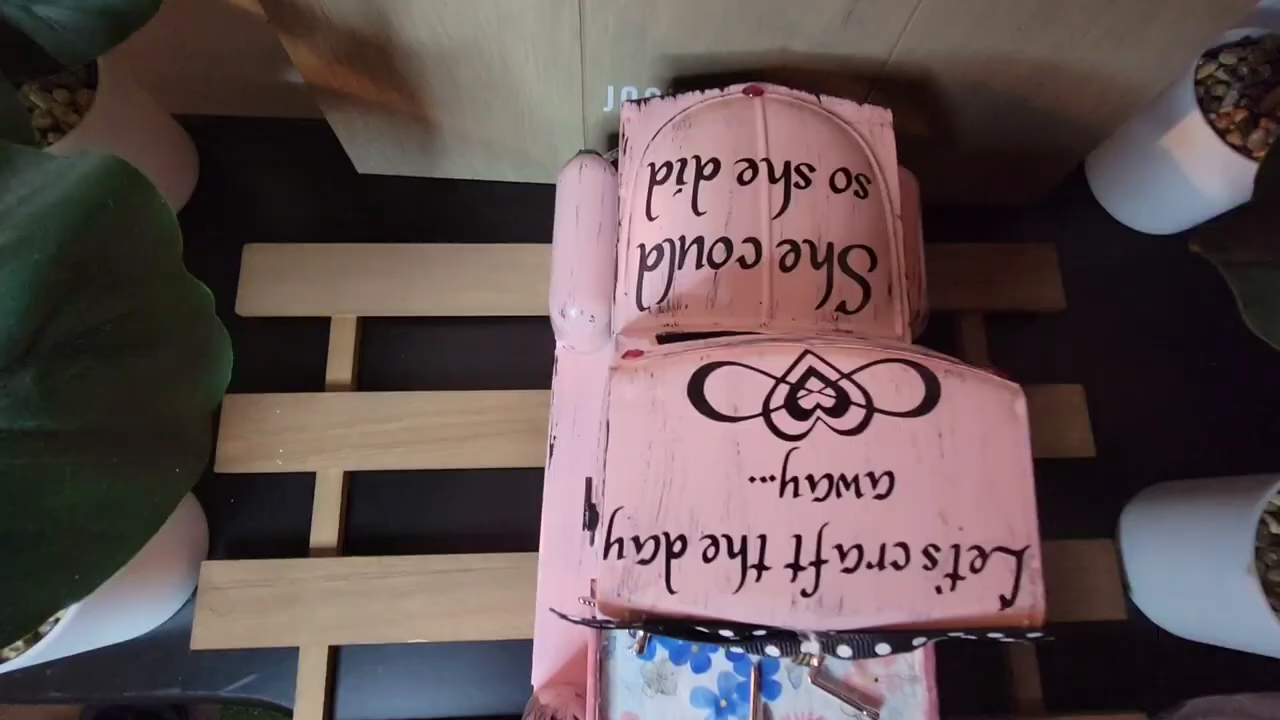 Let's craft the day
away...
She could
so she did